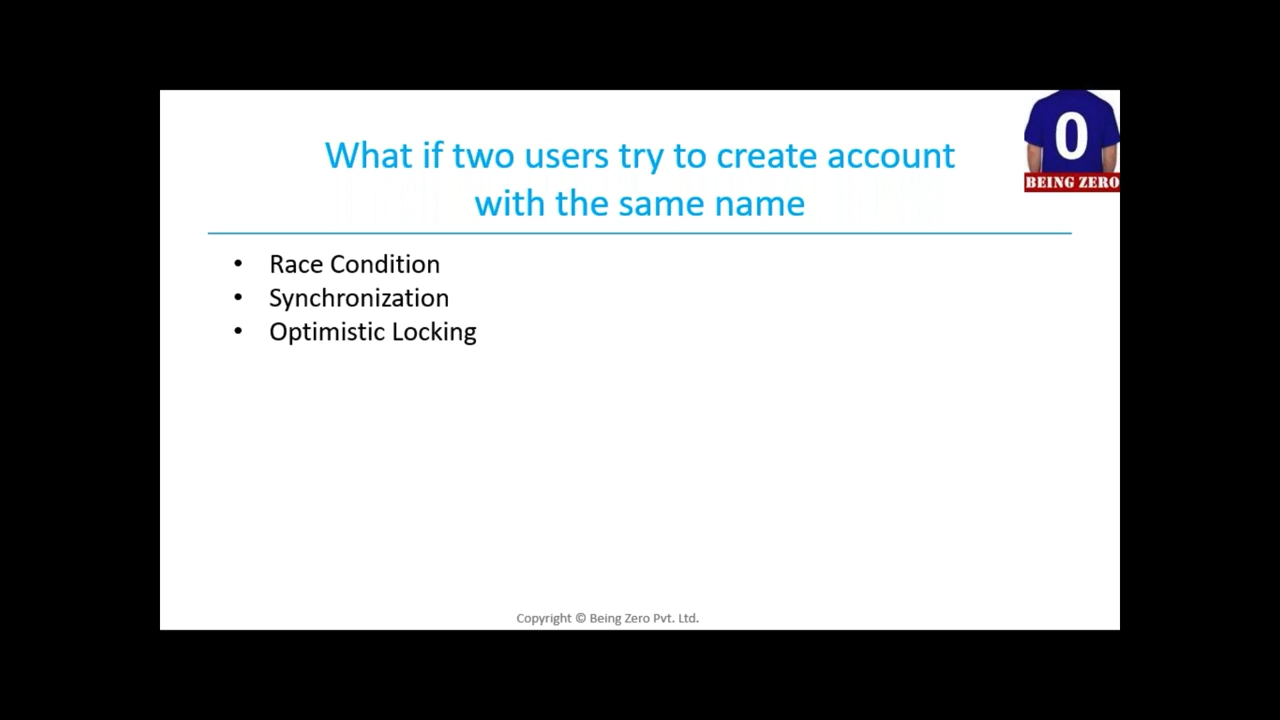 What if two users try to create account
with the same name
0
BEING ZERO
• Race Condition
• Synchronization
• Optimistic Locking
Copyright © Being Zero Pvt. Ltd.